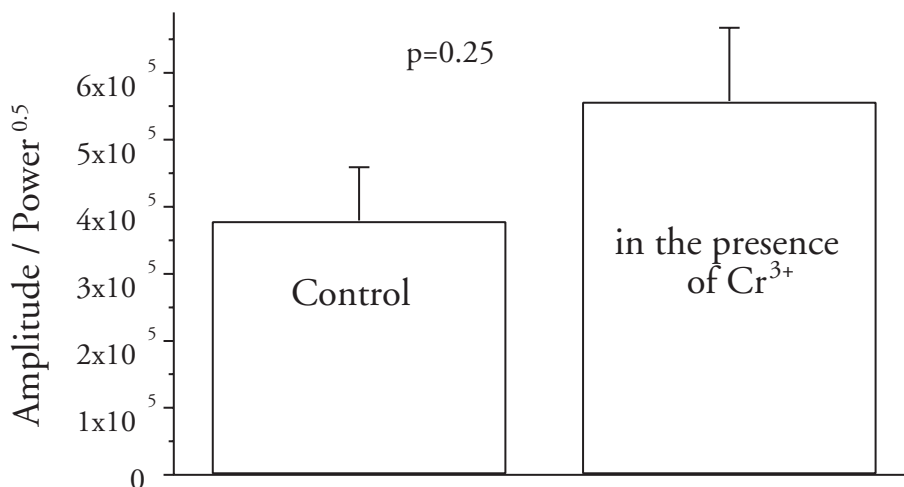 p=0.25
Amplitude / Power^0.5
6x10^5
5x10^5
4x10^5
3x10^5
2x10^5
1x10^5
0
Control
in the presence
of Cr³⁺